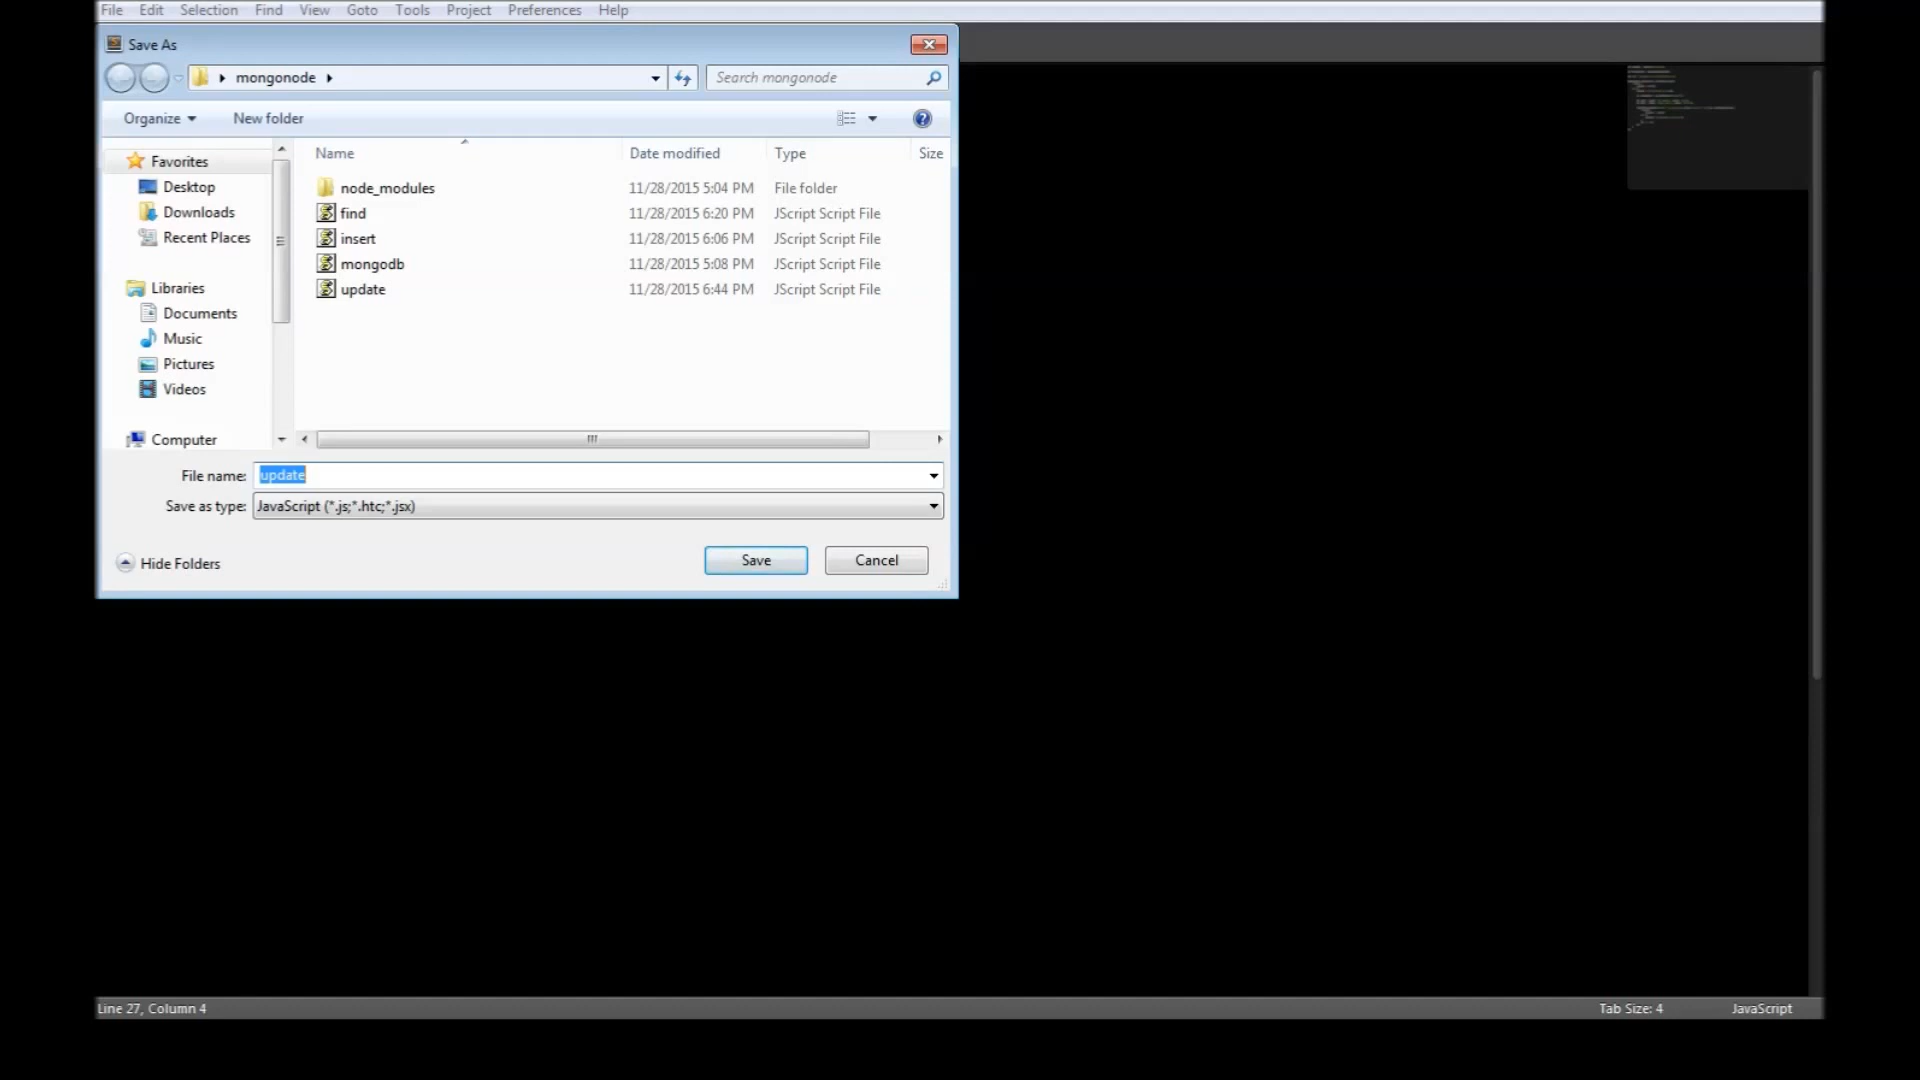 File Edit Selection Find View Goto Tools Project Preferences Help
Save As
mongonode
Search mongonode
Organize New folder
Name Date modified Type Size
Favorites
Desktop
Downloads
Recent Places
Libraries
Documents
Music
Pictures
Videos
Computer
node_modules 11/28/2015 5:04 PM File folder
find 11/28/2015 6:20 PM JScript Script File
insert 11/28/2015 6:06 PM JScript Script File
mongodb 11/28/2015 5:08 PM JScript Script File
update 11/28/2015 6:44 PM JScript Script File
File name: update
Save as type: JavaScript (*.js;*.htc;*.jsx)
Hide Folders
Save Cancel
Line 27, Column 4
Tab Size: 4 JavaScript